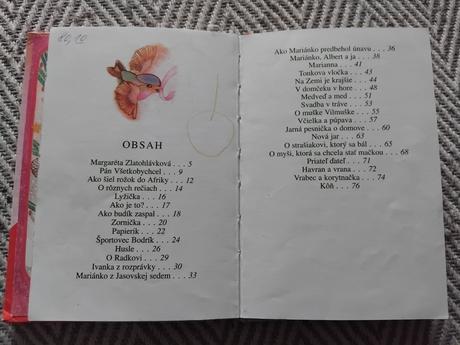 80,10
OBSAH
Margaréta Zlatohlávková . . . 5
Pán Všetkobychcel . . . 9
Ako šiel rožok do Afriky . . . 12
O rôznych rečiach . . . 14
Lyžička . . . 16
Ako je to? . . . 17
Ako budík zaspal . . . 18
Zornička . . . 20
Papierik . . . 22
Športovec Bodrík . . . 24
Husle . . . 26
O Radkovi . . . 29
Ivanka z rozprávky . . . 30
Mariánko z Jasovskej sedem . . . 33
Ako Mariánko predbehol únavu . . . 36
Mariánko, Albert a ja . . . 38
Marianna . . . 41
Tonkova vločka . . . 43
Na Zemi je krajšie . . . 44
V domčeku v hore . . . 48
Medveď a med . . . 51
Svadba v tráve . . . 53
O muške Vilmuške . . . 55
Včielka a púpava . . . 57
Jarná pesnička o domove . . . 60
Nová jar . . . 63
O strašiakovi, ktorý sa bál . . . 65
O myši, ktorá sa chcela stať mačkou . . . 68
Priateľ ďateľ . . . 71
Havran a vrana . . . 72
Vrabec a korytnačka . . . 74
Kôň . . . 76